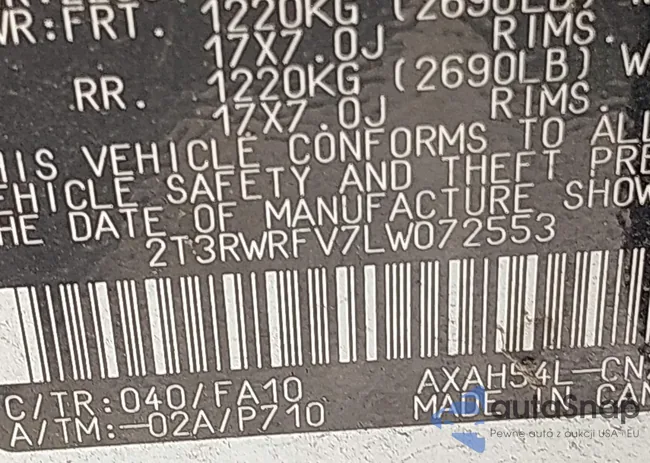 WR:FRT. 1220KG (2690LB) W
17X7.0J RIMS.
RR. 1220KG (2690LB) W
17X7.0J RIMS.
HIS VEHICLE CONFORMS TO ALL
EHICLE SAFETY AND THEFT PRE
HE DATE OF MANUFACTURE SHOW
2T3RWRFV7LW072553
C/TR:040/FA10 AXAH54L-CN
A/TM:-02A/P710 MADE IN CAN
autoSnap
Pewne auto z aukcji USA i EU